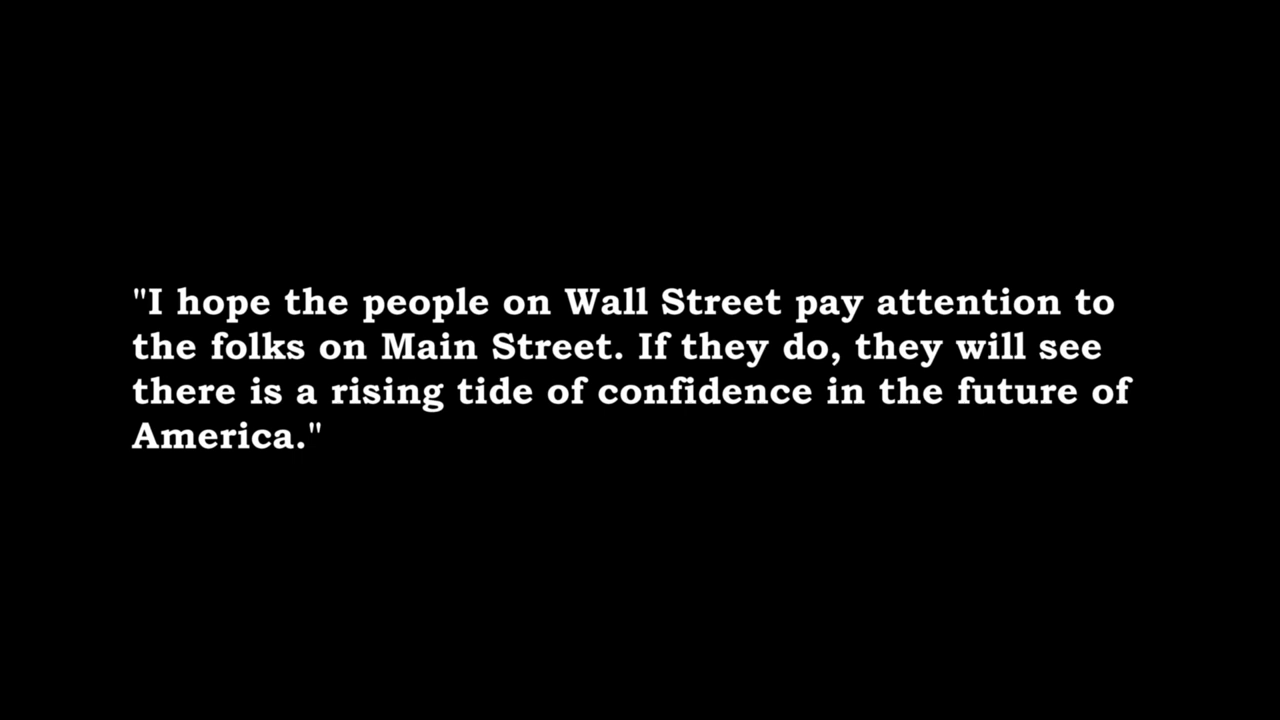 "I hope the people on Wall Street pay attention to
the folks on Main Street. If they do, they will see
there is a rising tide of confidence in the future of
America."